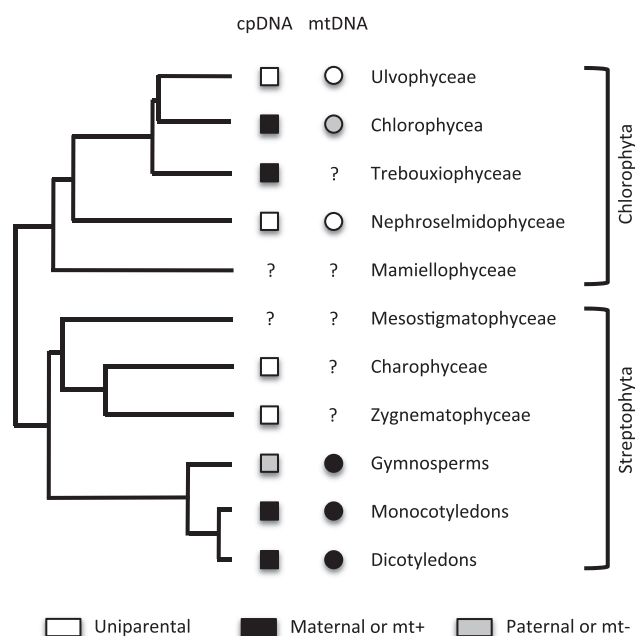 cpDNA mtDNA
Ulvophyceae
Chlorophycea
? Trebouxiophyceae
Nephroselmidophyceae
? ? Mamiellophyceae
? ? Mesostigmatophyceae
? Charophyceae
? Zygnematophyceae
Gymnosperms
Monocotyledons
Dicotyledons
Chlorophyta
Streptophyta
Uniparental Maternal or mt+ Paternal or mt-